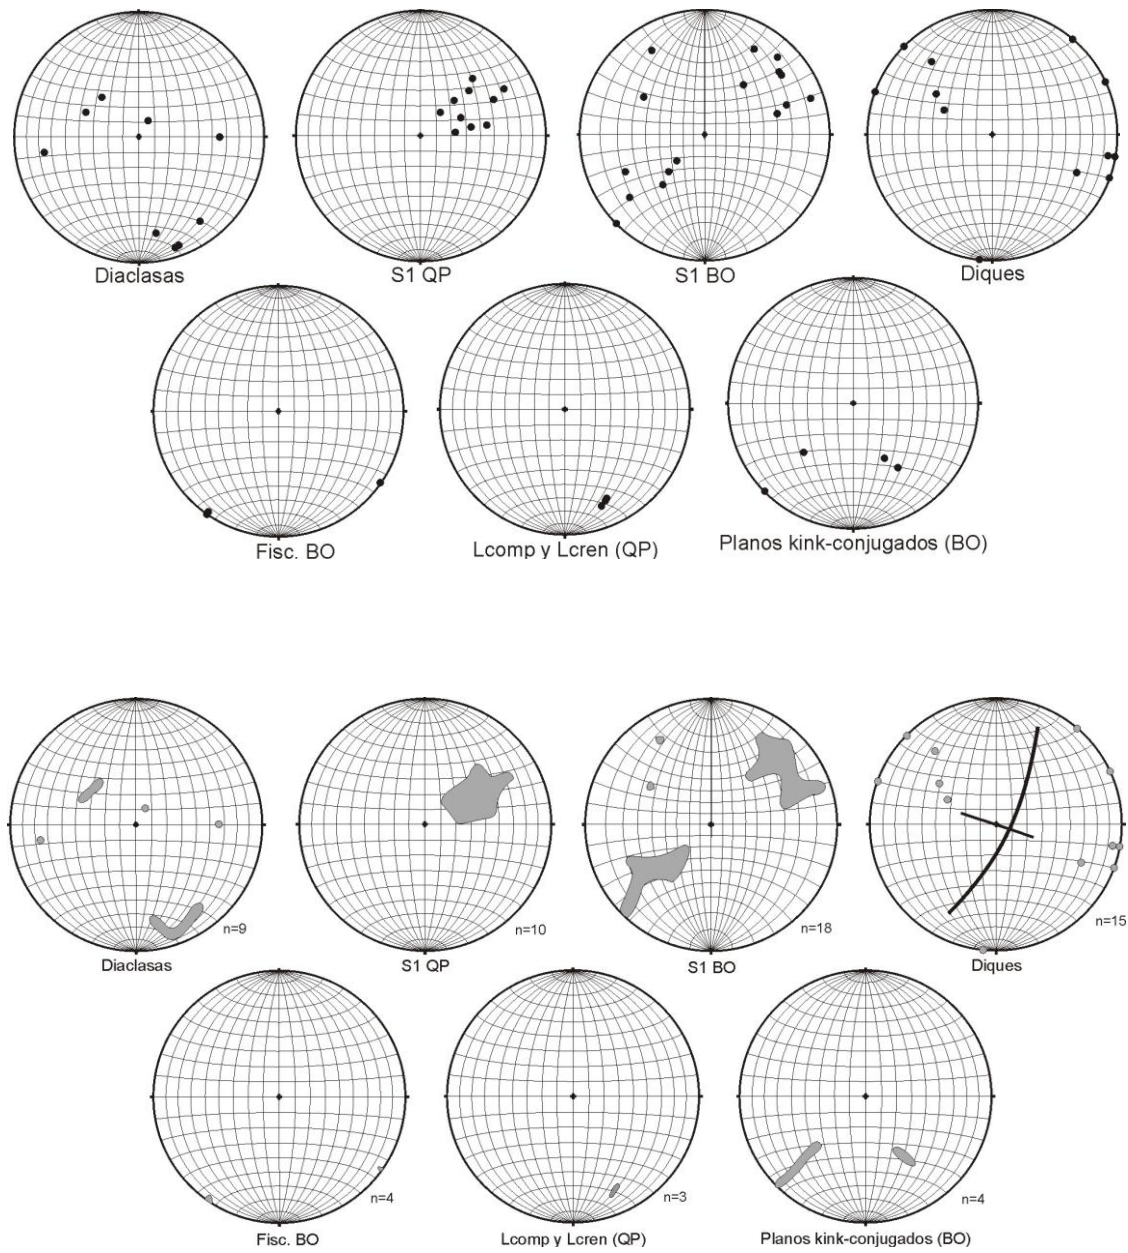 Diaclasas
S1 QP
S1 BO
Diques
Fisc. BO
Lcomp y Lcren (QP)
Planos kink-conjugados (BO)
n=9
n=10
n=18
n=15
Diaclasas
S1 QP
S1 BO
Diques
n=4
n=3
n=4
Fisc. BO
Lcomp y Lcren (QP)
Planos kink-conjugados (BO)